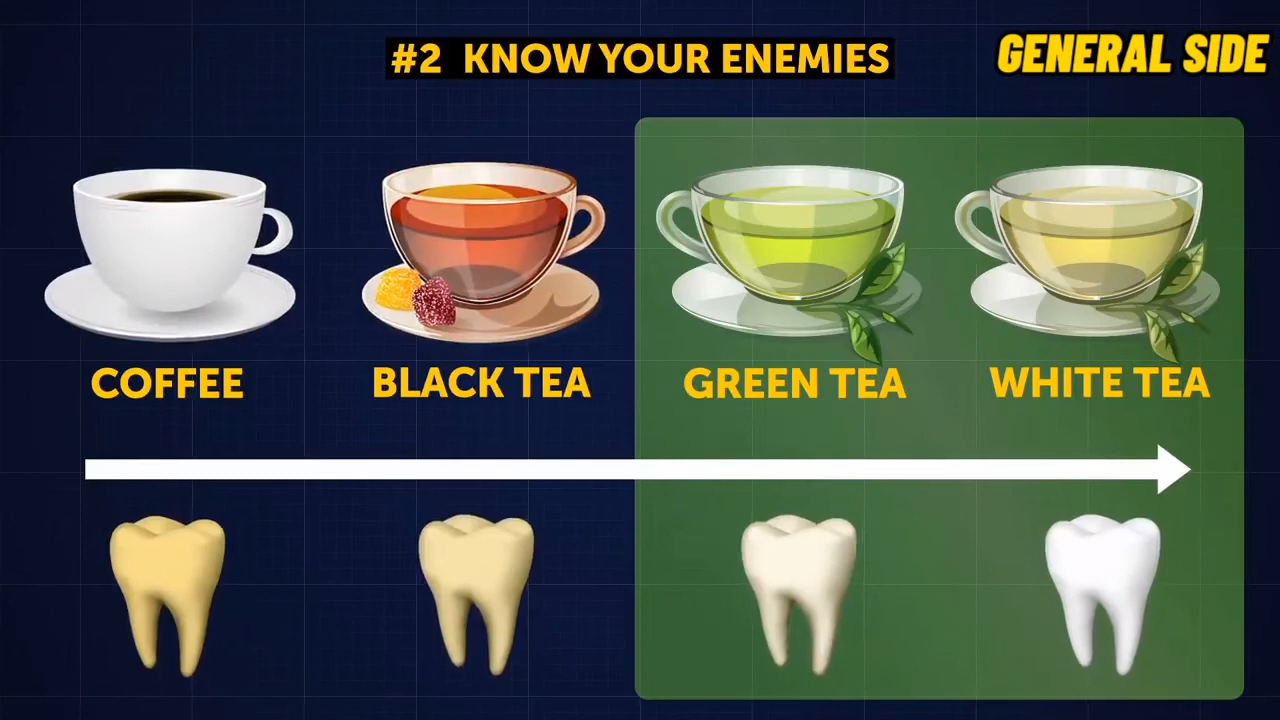 #2 KNOW YOUR ENEMIES
GENERAL SIDE
COFFEE
BLACK TEA
GREEN TEA
WHITE TEA